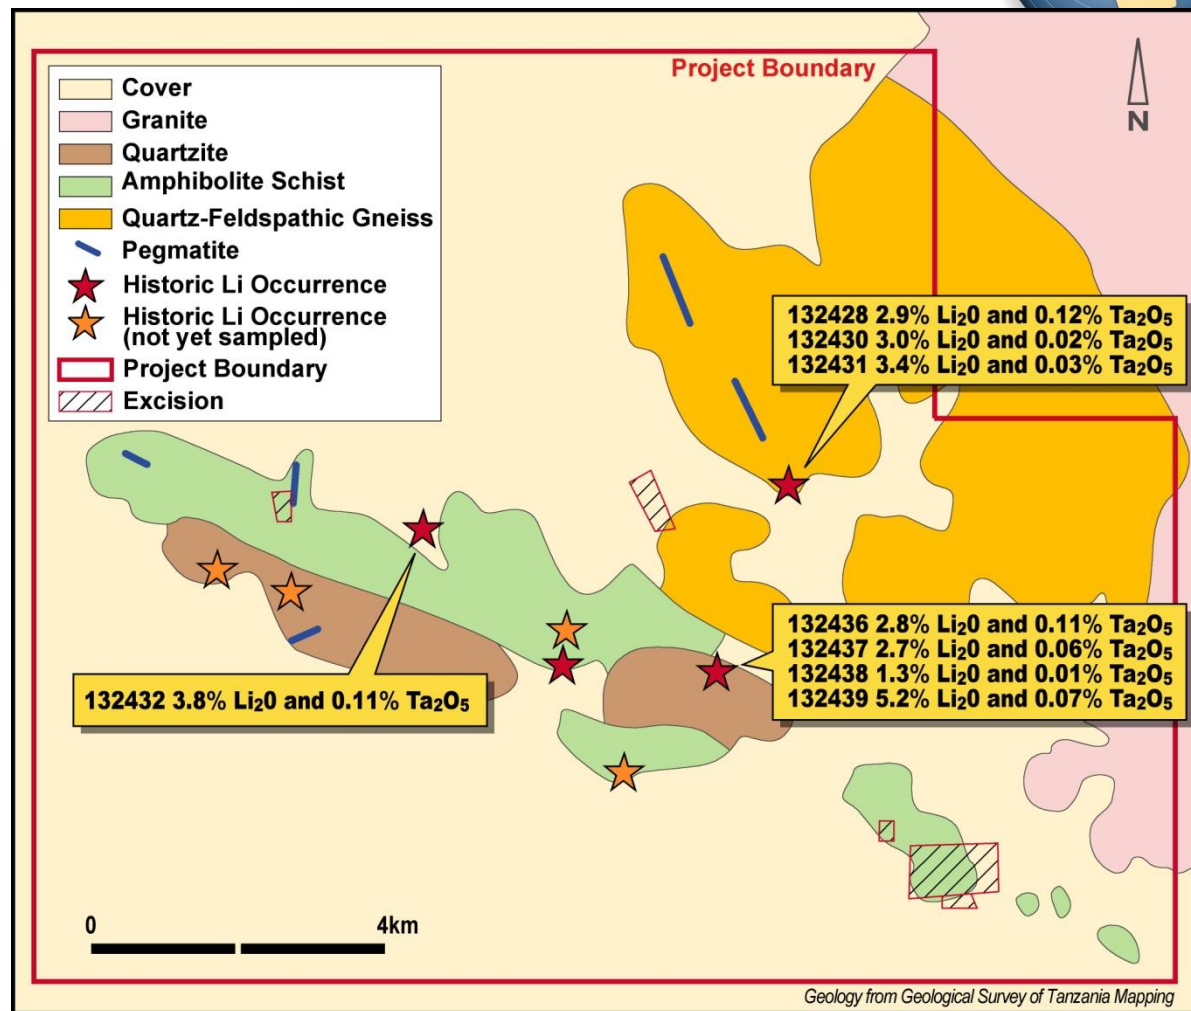 Project Boundary
N
Cover
Granite
Quartzite
Amphibolite Schist
Quartz-Feldspathic Gneiss
Pegmatite
Historic Li Occurrence
Historic Li Occurrence
(not yet sampled)
Project Boundary
Excision
132428 2.9% Li₂0 and 0.12% Ta₂O₅
132430 3.0% Li₂0 and 0.02% Ta₂O₅
132431 3.4% Li₂0 and 0.03% Ta₂O₅
132436 2.8% Li₂0 and 0.11% Ta₂O₅
132437 2.7% Li₂0 and 0.06% Ta₂O₅
132438 1.3% Li₂0 and 0.01% Ta₂O₅
132439 5.2% Li₂0 and 0.07% Ta₂O₅
132432 3.8% Li₂0 and 0.11% Ta₂O₅
0 4km
Geology from Geological Survey of Tanzania Mapping